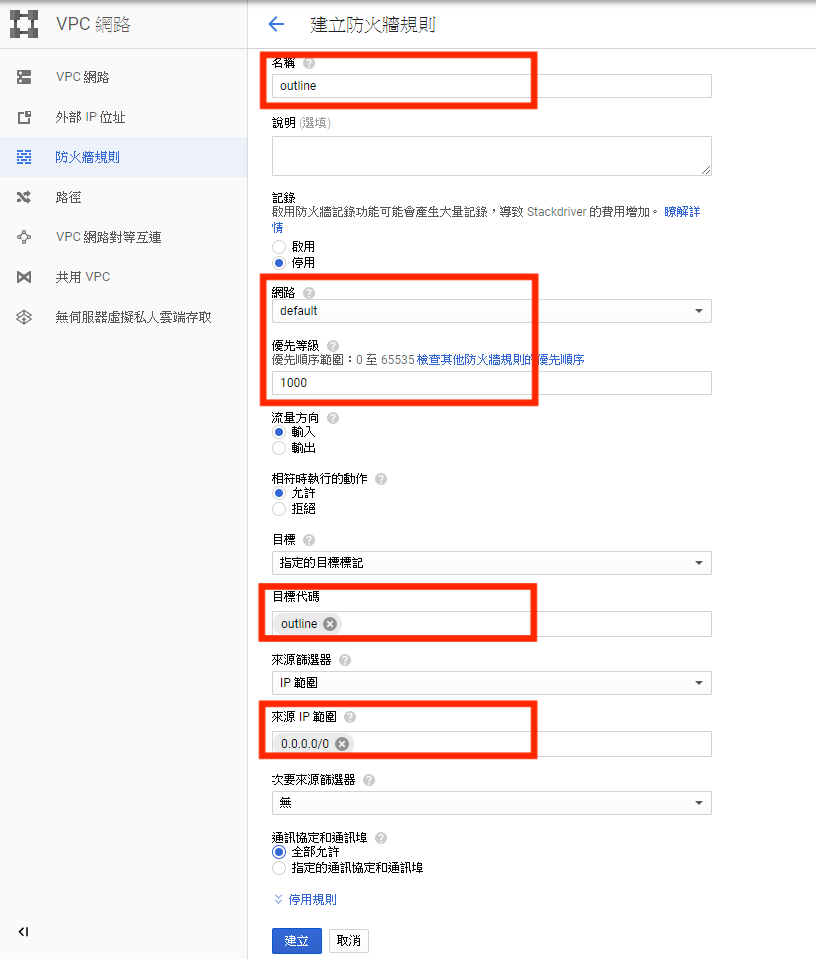 VPC 網路
建立防火牆規則
VPC 網路
外部 IP 位址
防火牆規則
路徑
VPC 網路對等互連
共用 VPC
無伺服器虛擬私人雲端存取
名稱
outline
說明 (選填)
記錄
啟用防火牆記錄功能可能會產生大量記錄，導致 Stackdriver 的費用增加。 瞭解詳
情
啟用
停用
網路
default
優先等級
優先順序範圍：0 至 65535 檢查其他防火牆規則的優先順序
1000
流量方向
輸入
輸出
相符時執行的動作
允許
拒絕
目標
指定的目標標記
目標代碼
outline
來源篩選器
IP 範圍
來源 IP 範圍
0.0.0.0/0
次要來源篩選器
無
通訊協定和通訊埠
全部允許
指定的通訊協定和通訊埠
停用規則
建立 取消